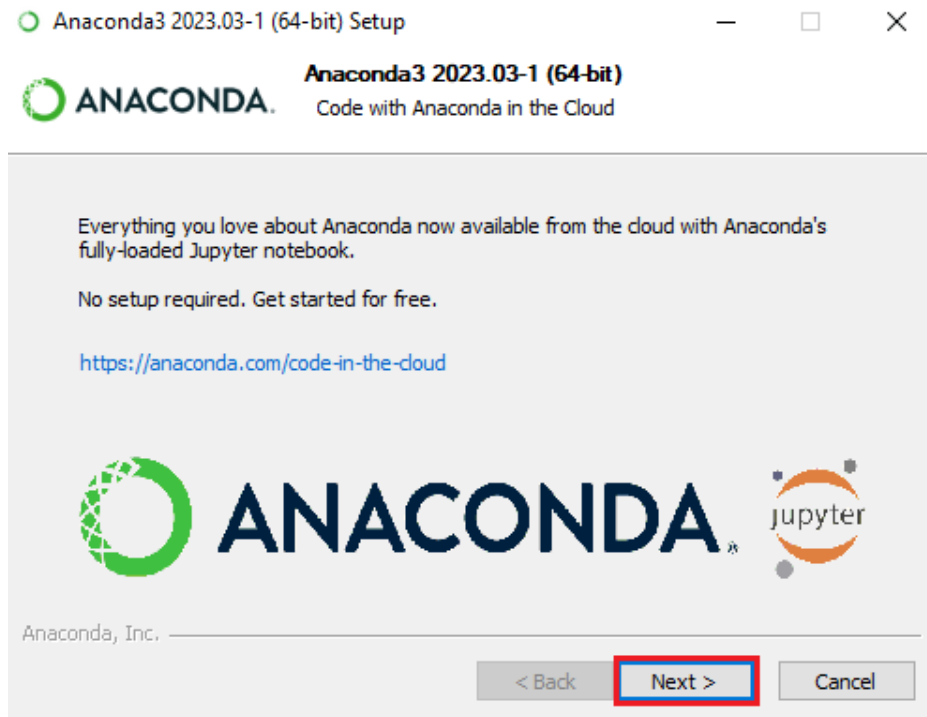 Anaconda3 2023.03-1 (64-bit) Setup
ANACONDA.
Anaconda3 2023.03-1 (64-bit)
Code with Anaconda in the Cloud
Everything you love about Anaconda now available from the cloud with Anaconda's
fully-loaded Jupyter notebook.
No setup required. Get started for free.
https://anaconda.com/code-in-the-cloud
ANACONDA.®
jupyter
Anaconda, Inc.
< Back
Next >
Cancel